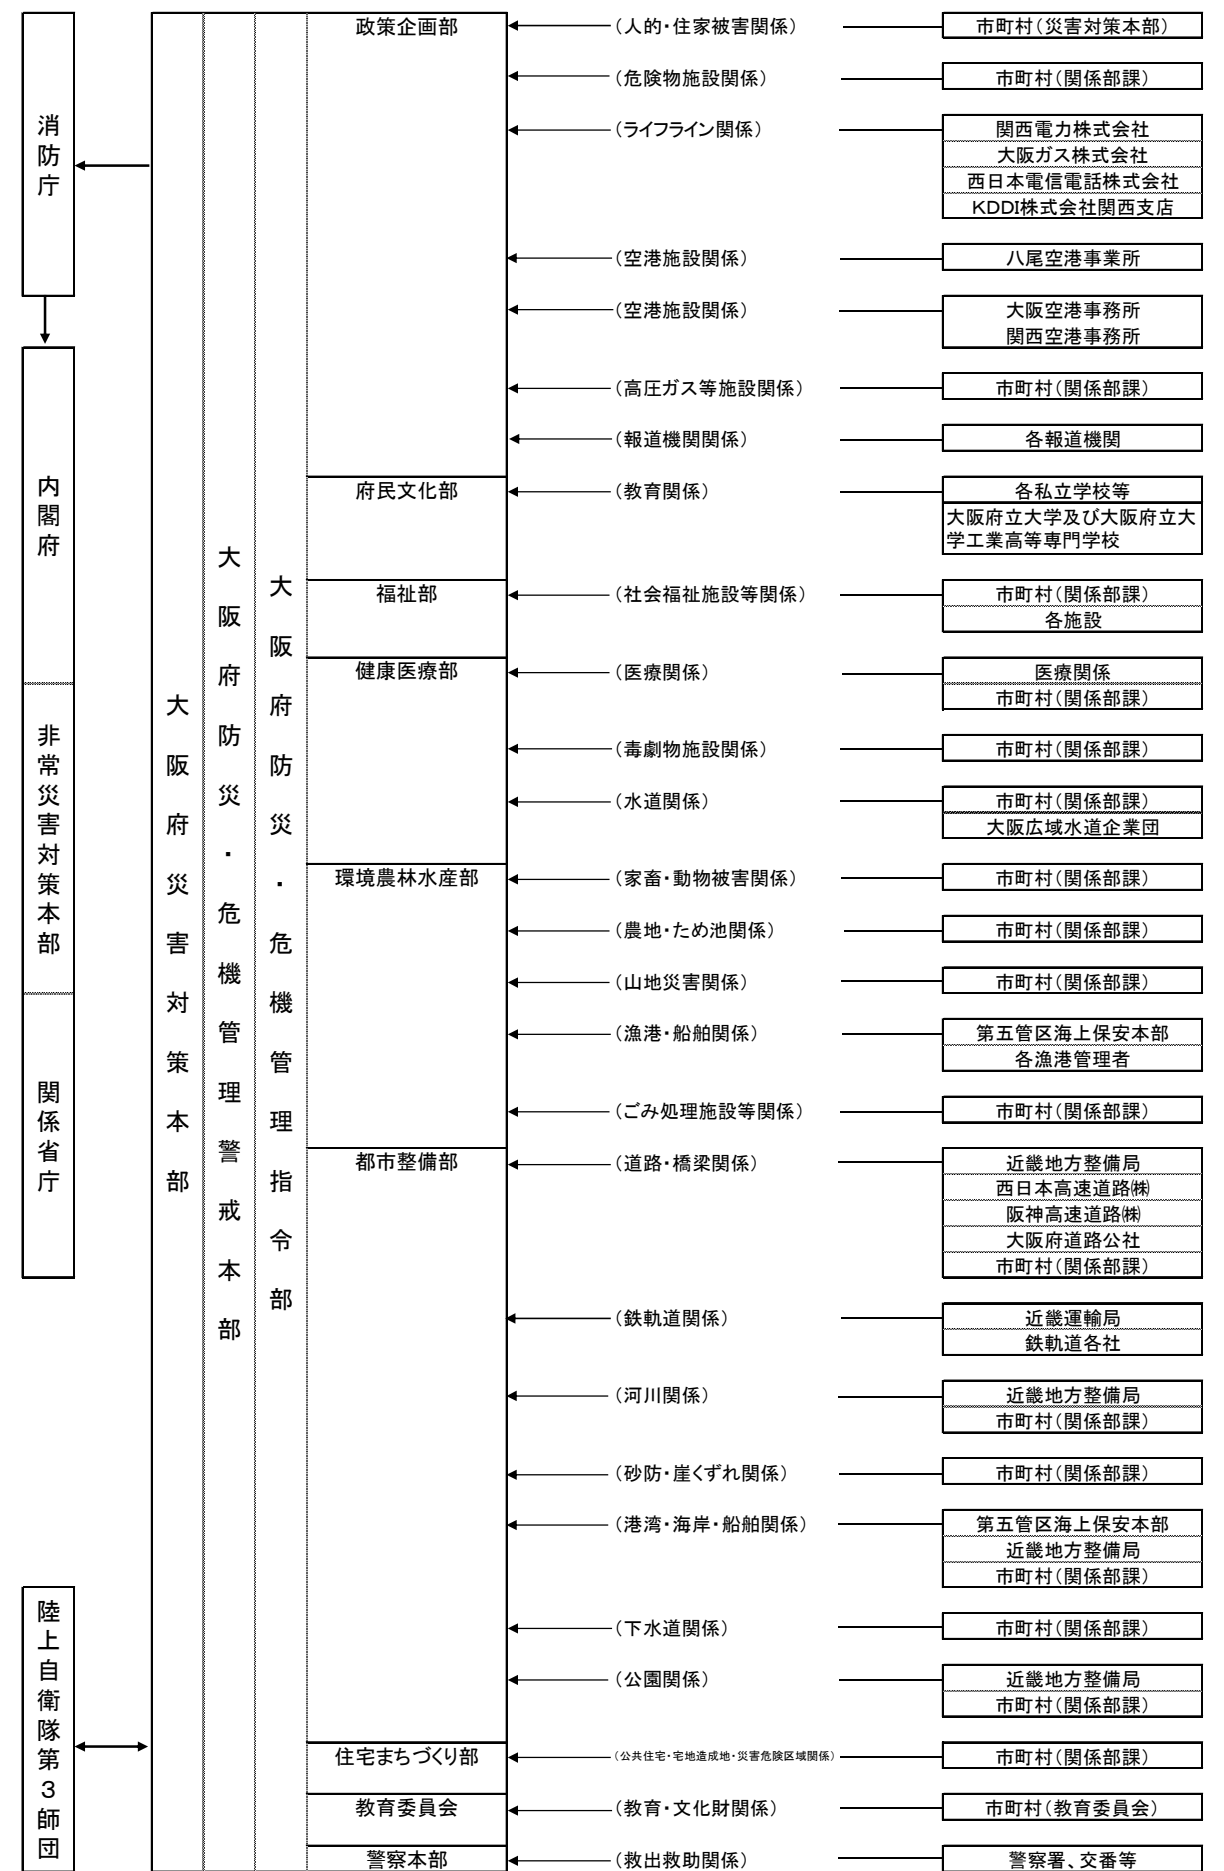 消防庁
内閣府
非常災害対策本部
関係省庁
陸上自衛隊第3師団
大阪府災害対策本部
大阪府防災・危機管理警戒本部
大阪府防災・危機管理指令部
政策企画部
(人的・住家被害関係)
市町村(災害対策本部)
(危険物施設関係)
市町村(関係部課)
(ライフライン関係)
関西電力株式会社
大阪ガス株式会社
西日本電信電話株式会社
KDDI株式会社関西支店
(空港施設関係)
八尾空港事業所
(空港施設関係)
大阪空港事務所
関西空港事務所
(高圧ガス等施設関係)
市町村(関係部課)
(報道機関関係)
各報道機関
府民文化部
(教育関係)
各私立学校等
大阪府立大学及び大阪府立大
学工業高等専門学校
福祉部
(社会福祉施設等関係)
市町村(関係部課)
各施設
健康医療部
(医療関係)
医療関係
市町村(関係部課)
(毒劇物施設関係)
市町村(関係部課)
(水道関係)
市町村(関係部課)
大阪広域水道企業団
環境農林水産部
(家畜・動物被害関係)
市町村(関係部課)
(農地・ため池関係)
市町村(関係部課)
(山地災害関係)
市町村(関係部課)
(漁港・船舶関係)
第五管区海上保安本部
各漁港管理者
(ごみ処理施設等関係)
市町村(関係部課)
都市整備部
(道路・橋梁関係)
近畿地方整備局
西日本高速道路㈱
阪神高速道路㈱
大阪府道路公社
市町村(関係部課)
(鉄軌道関係)
近畿運輸局
鉄軌道各社
(河川関係)
近畿地方整備局
市町村(関係部課)
(砂防・崖くずれ関係)
市町村(関係部課)
(港湾・海岸・船舶関係)
第五管区海上保安本部
近畿地方整備局
市町村(関係部課)
(下水道関係)
市町村(関係部課)
(公園関係)
近畿地方整備局
市町村(関係部課)
住宅まちづくり部
(公共住宅・宅地造成地・災害危険区域関係)
市町村(関係部課)
教育委員会
(教育・文化財関係)
市町村(教育委員会)
警察本部
(救出救助関係)
警察署、交番等